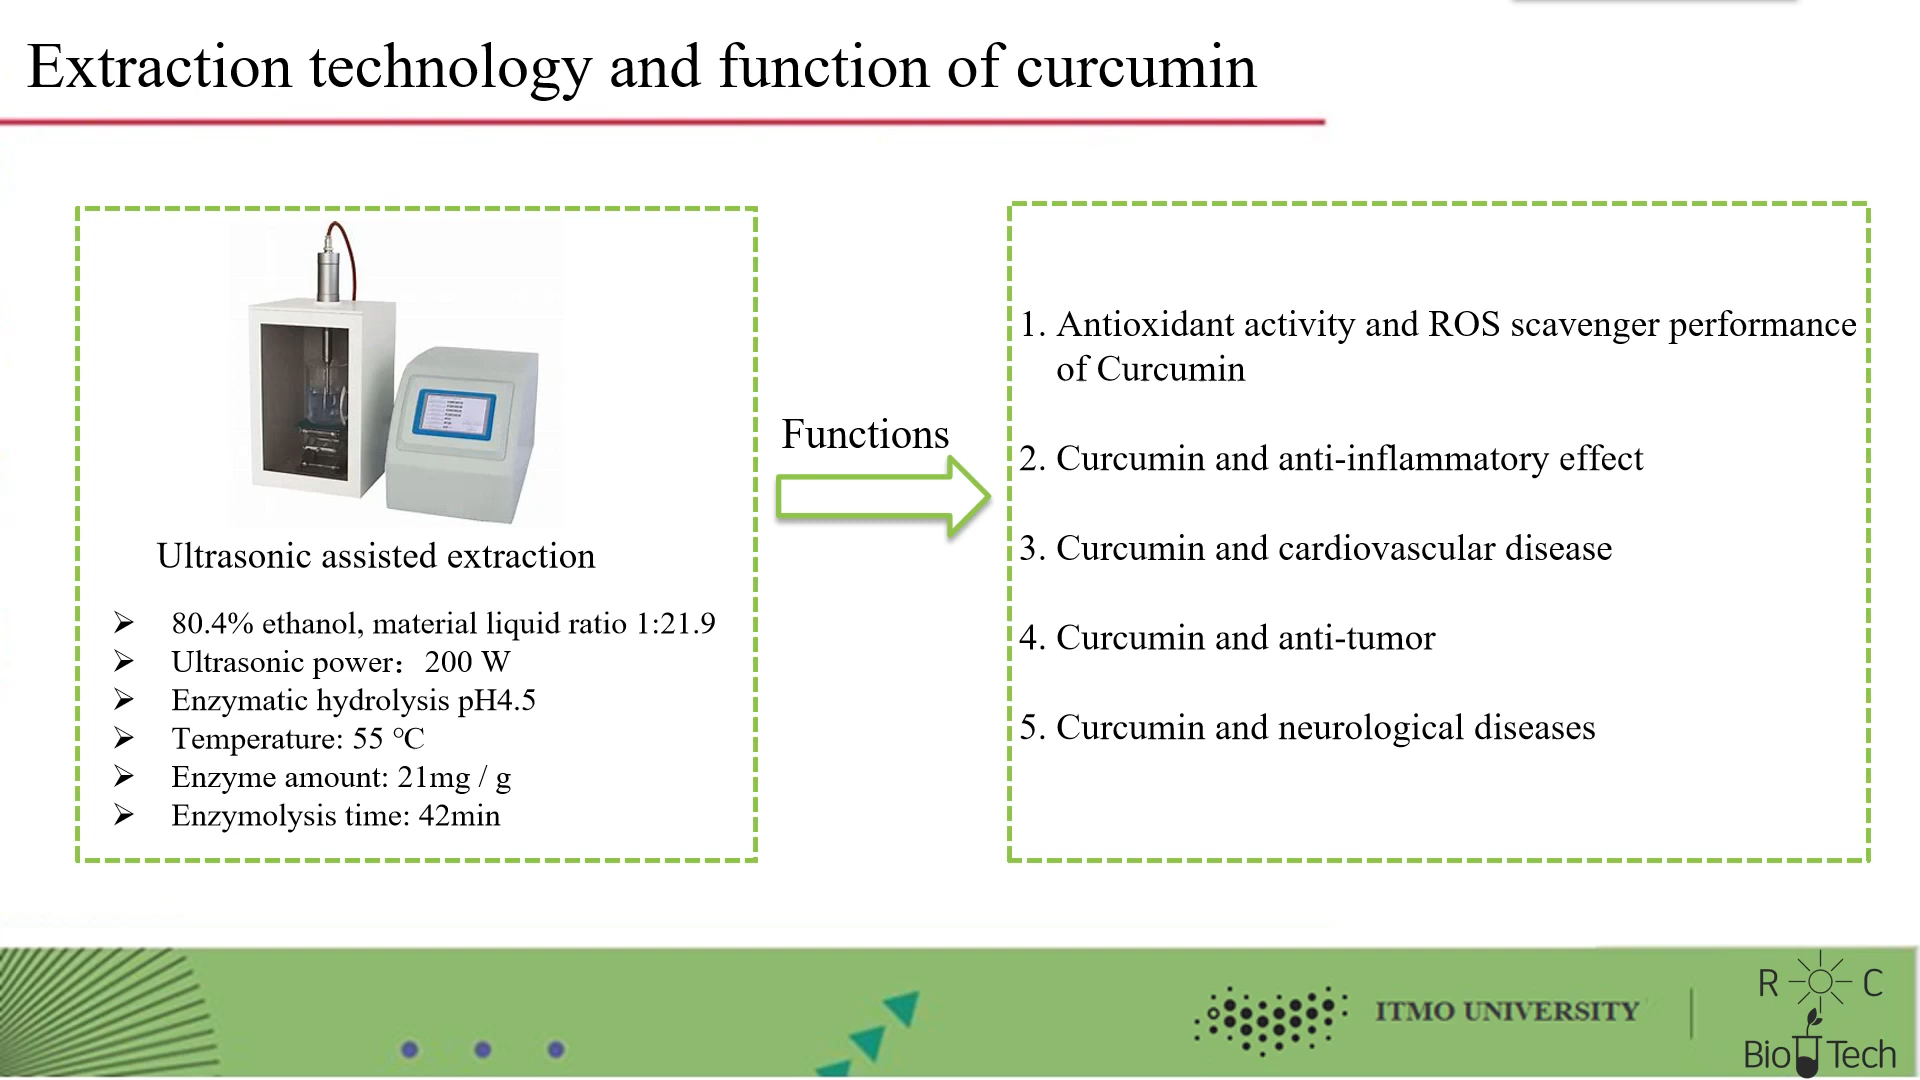 Extraction technology and function of curcumin
Ultrasonic assisted extraction
➢ 80.4% ethanol, material liquid ratio 1:21.9
➢ Ultrasonic power：200 W
➢ Enzymatic hydrolysis pH4.5
➢ Temperature: 55 ℃
➢ Enzyme amount: 21mg / g
➢ Enzymolysis time: 42min
Functions
1. Antioxidant activity and ROS scavenger performance
of Curcumin
2. Curcumin and anti-inflammatory effect
3. Curcumin and cardiovascular disease
4. Curcumin and anti-tumor
5. Curcumin and neurological diseases
ITMO UNIVERSITY
R C
Bio Tech